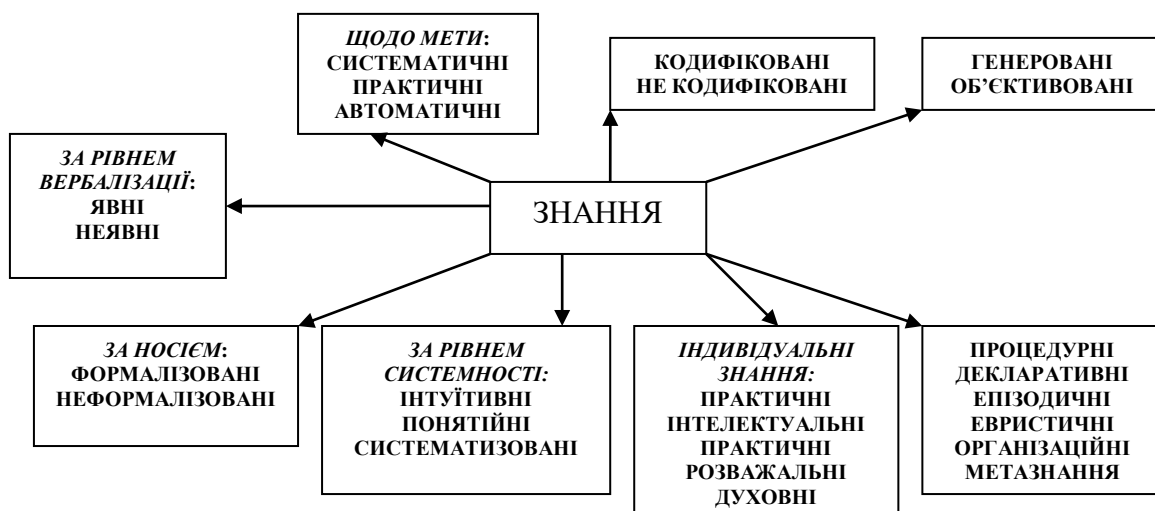 ЩОДО МЕТИ:
СИСТЕМАТИЧНІ
ПРАКТИЧНІ
АВТОМАТИЧНІ
КОДИФІКОВАНІ
НЕ КОДИФІКОВАНІ
ГЕНЕРОВАНІ
ОБ’ЄКТИВОВАНІ
ЗА РІВНЕМ
ВЕРБАЛІЗАЦІЇ:
ЯВНІ
НЕЯВНІ
ЗНАННЯ
ЗА НОСІЄМ:
ФОРМАЛІЗОВАНІ
НЕФОРМАЛІЗОВАНІ
ЗА РІВНЕМ
СИСТЕМНОСТІ:
ІНТУЇТИВНІ
ПОНЯТІЙНІ
СИСТЕМАТИЗОВАНІ
ІНДИВІДУАЛЬНІ
ЗНАННЯ:
ПРАКТИЧНІ
ІНТЕЛЕКТУАЛЬНІ
ПРАКТИЧНІ
РОЗВАЖАЛЬНІ
ДУХОВНІ
ПРОЦЕДУРНІ
ДЕКЛАРАТИВНІ
ЕПІЗОДИЧНІ
ЕВРИСТИЧНІ
ОРГАНІЗАЦІЙНІ
МЕТАЗНАННЯ